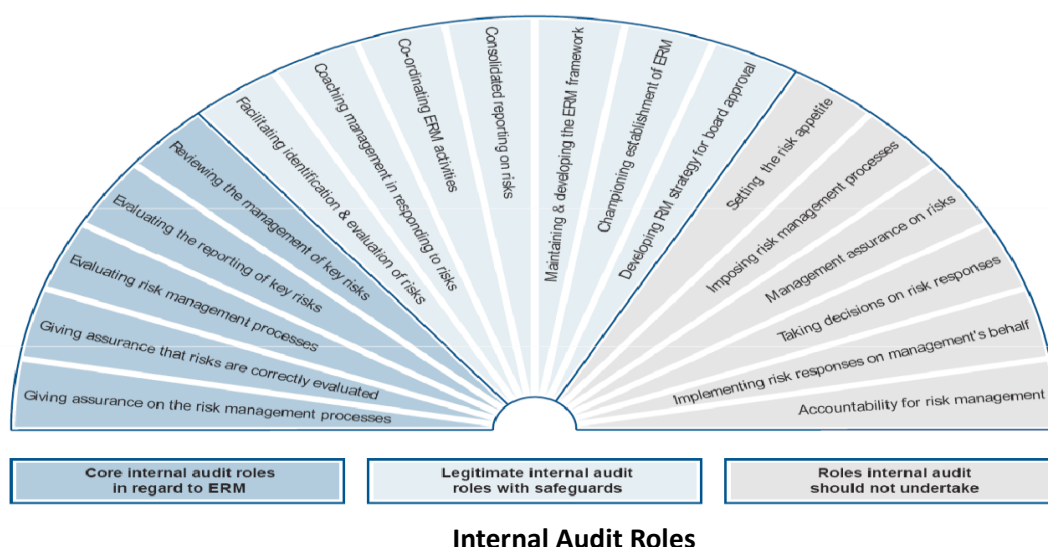 Giving assurance on the risk management processes
Giving assurance that risks are correctly evaluated
Evaluating risk management processes
Evaluating the reporting of key risks
Reviewing the management of key risks
Facilitating identification & evaluation of risks
Coaching management in responding to risks
Co-ordinating ERM activities
Consolidated reporting on risks
Maintaining & developing the ERM framework
Championing establishment of ERM
Developing RM strategy for board approval
Setting the risk appetite
Imposing risk management processes
Management assurance on risks
Taking decisions on risk responses
Implementing risk responses on management's behalf
Accountability for risk management
Core internal audit roles
in regard to ERM
Legitimate internal audit
roles with safeguards
Roles internal audit
should not undertake
Internal Audit Roles